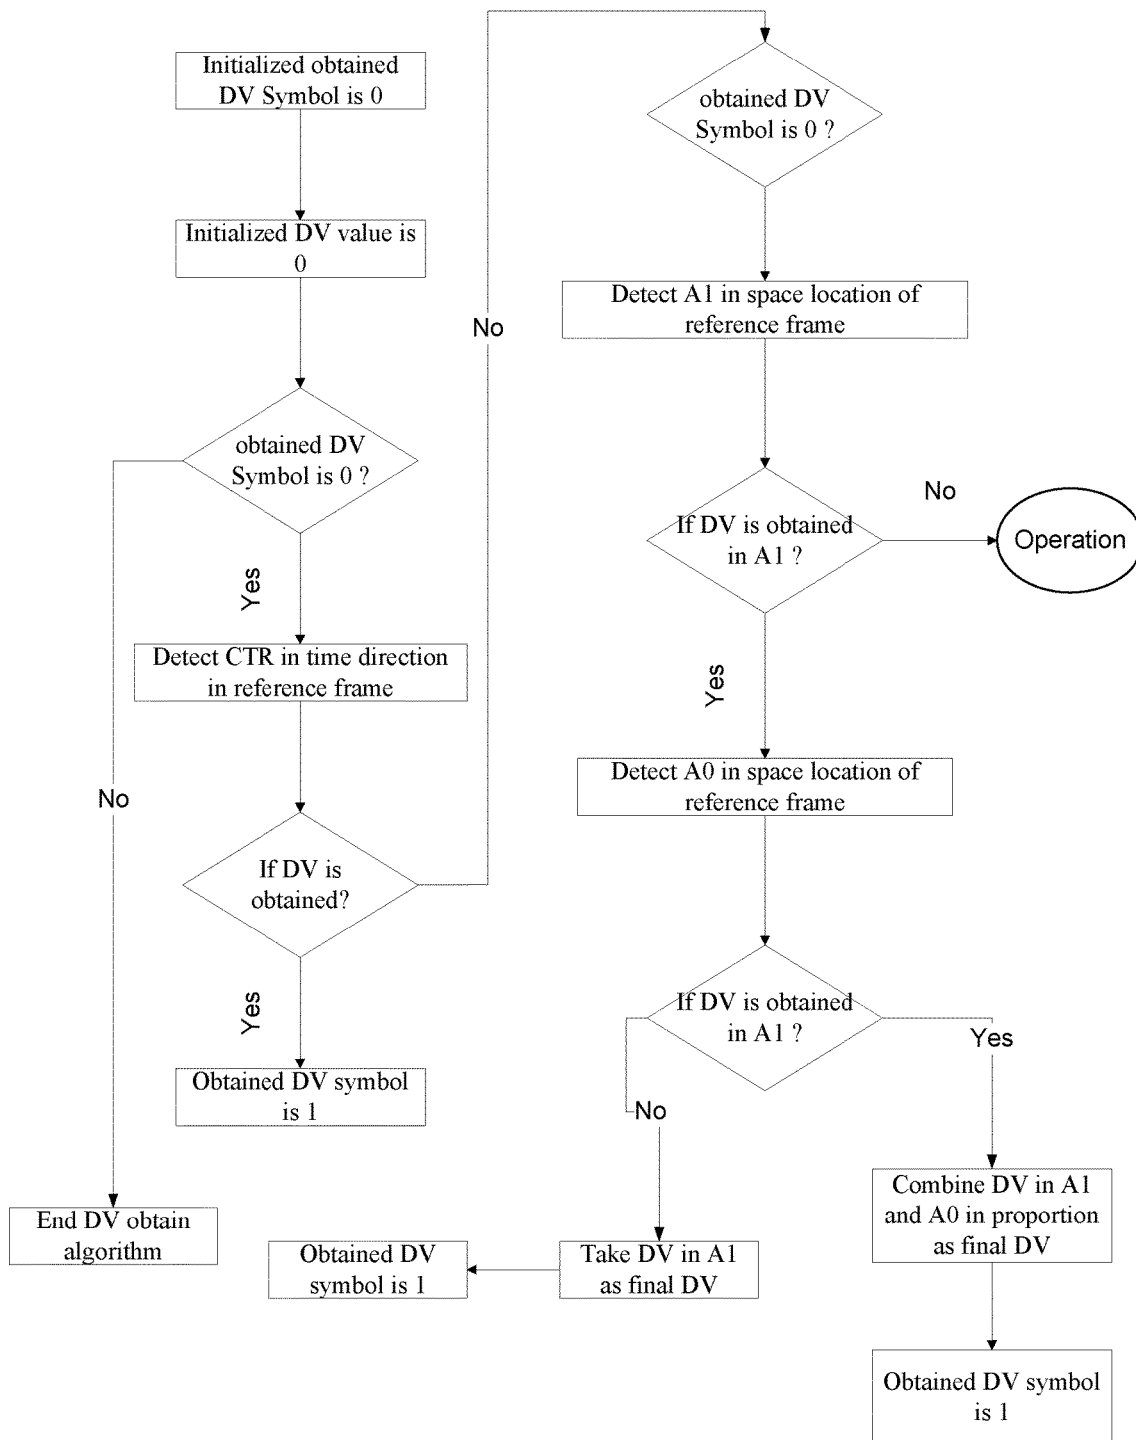 Initialized obtained
DV Symbol is 0
Initialized DV value is
0
obtained DV
Symbol is 0 ?
Yes
No
Detect CTR in time direction
in reference frame
If DV is
obtained?
No
Yes
Obtained DV symbol
is 1
End DV obtain
algorithm
obtained DV
Symbol is 0 ?
Detect A1 in space location of
reference frame
If DV is obtained
in A1 ?
No
Operation
Yes
Detect A0 in space location of
reference frame
If DV is obtained
in A1 ?
No
Yes
Take DV in A1
as final DV
Obtained DV
symbol is 1
Combine DV in A1
and A0 in proportion
as final DV
Obtained DV symbol
is 1